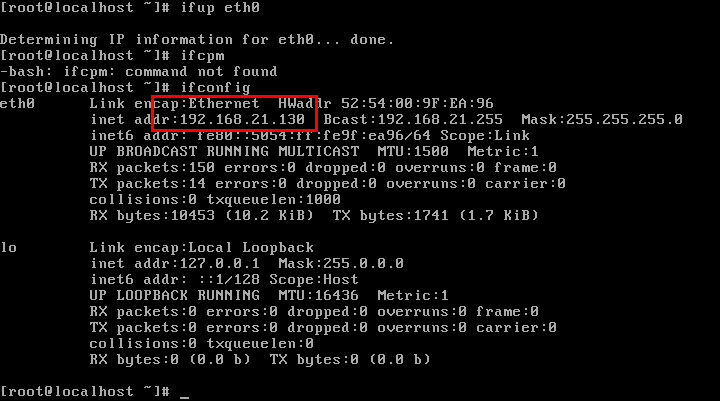 [root@localhost ~]# ifup eth0
Determining IP information for eth0... done.
[root@localhost ~]# ifcpm
-bash: ifcpm: command not found
[root@localhost ~]# ifconfig
eth0 Link encap:Ethernet HWaddr 52:54:00:9F:EA:96
inet addr:192.168.21.130 Bcast:192.168.21.255 Mask:255.255.255.0
inet6 addr: fe80::5054:ff:fe9f:ea96/64 Scope:Link
UP BROADCAST RUNNING MULTICAST MTU:1500 Metric:1
RX packets:150 errors:0 dropped:0 overruns:0 frame:0
TX packets:14 errors:0 dropped:0 overruns:0 carrier:0
collisions:0 txqueuelen:1000
RX bytes:10453 (10.2 KiB) TX bytes:1741 (1.7 KiB)
lo Link encap:Local Loopback
inet addr:127.0.0.1 Mask:255.0.0.0
inet6 addr: ::1/128 Scope:Host
UP LOOPBACK RUNNING MTU:16436 Metric:1
RX packets:0 errors:0 dropped:0 overruns:0 frame:0
TX packets:0 errors:0 dropped:0 overruns:0 carrier:0
collisions:0 txqueuelen:0
RX bytes:0 (0.0 b) TX bytes:0 (0.0 b)
[root@localhost ~]# _